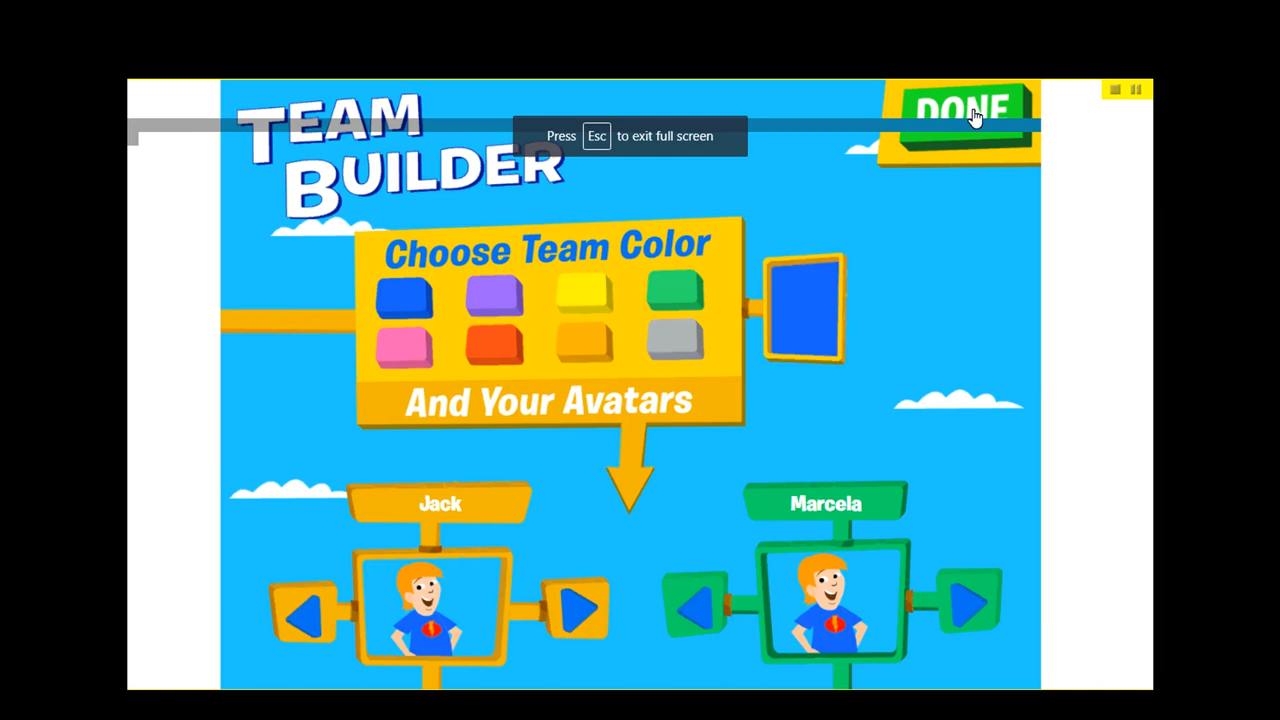 TEAM
BUILDER
DONE
Press Esc to exit full screen
Choose Team Color
And Your Avatars
Jack
Marcela